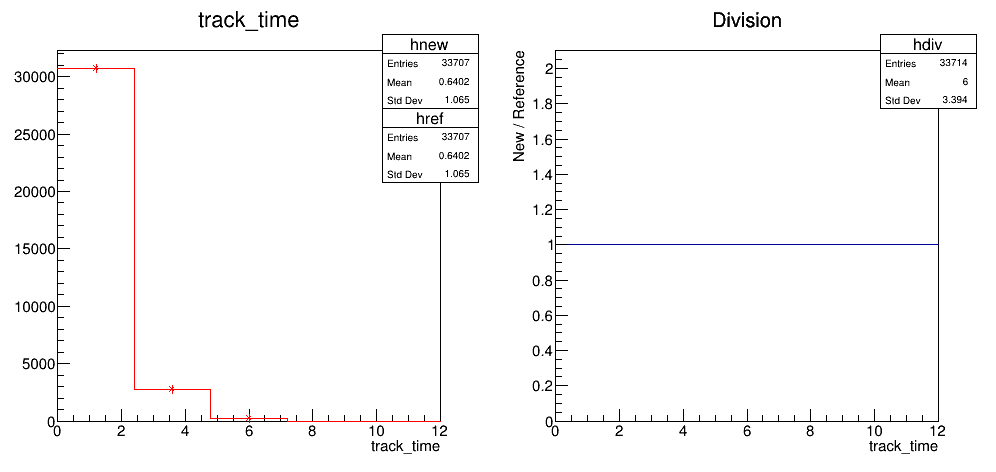 track_time
hnew
Entries 33707
Mean 0.6402
Std Dev 1.065
href
Entries 33707
Mean 0.6402
Std Dev 1.065
30000
25000
20000
15000
10000
5000
0
0 2 4 6 8 10 12
track_time
Division
hdiv
Entries 33714
Mean 6
Std Dev 3.394
New / Reference
2
1.8
1.6
1.4
1.2
1
0.8
0.6
0.4
0.2
0
0 2 4 6 8 10 12
track_time